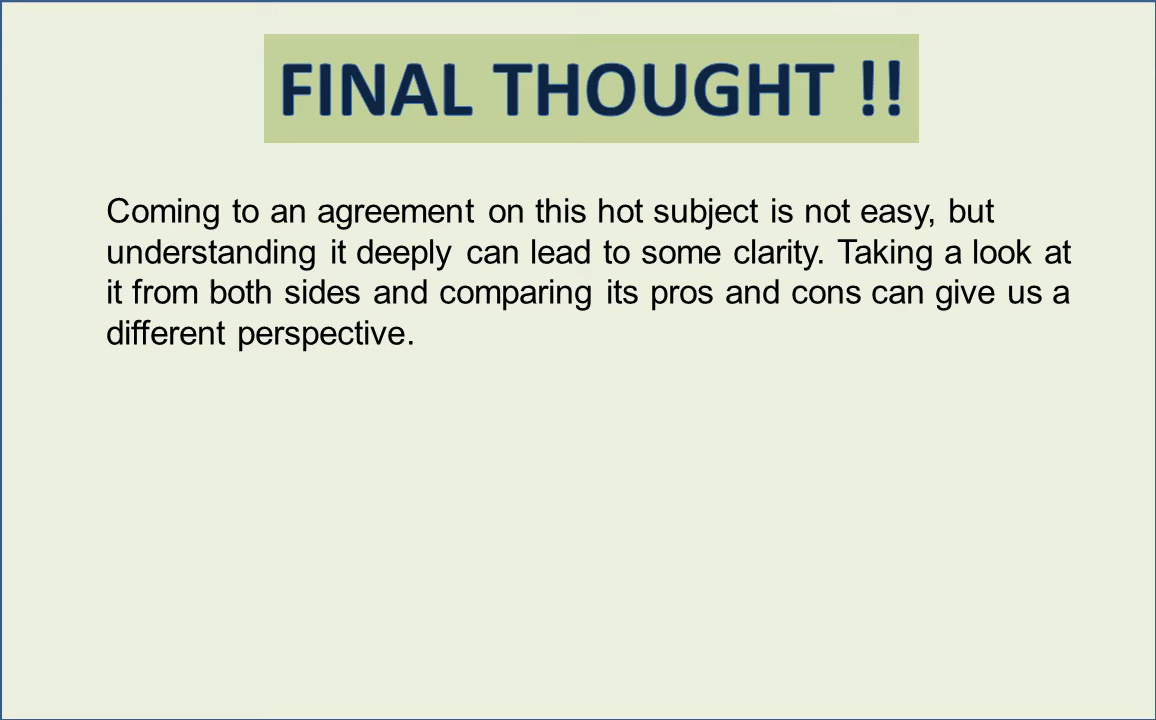 FINAL THOUGHT !!
Coming to an agreement on this hot subject is not easy, but
understanding it deeply can lead to some clarity. Taking a look at
it from both sides and comparing its pros and cons can give us a
different perspective.